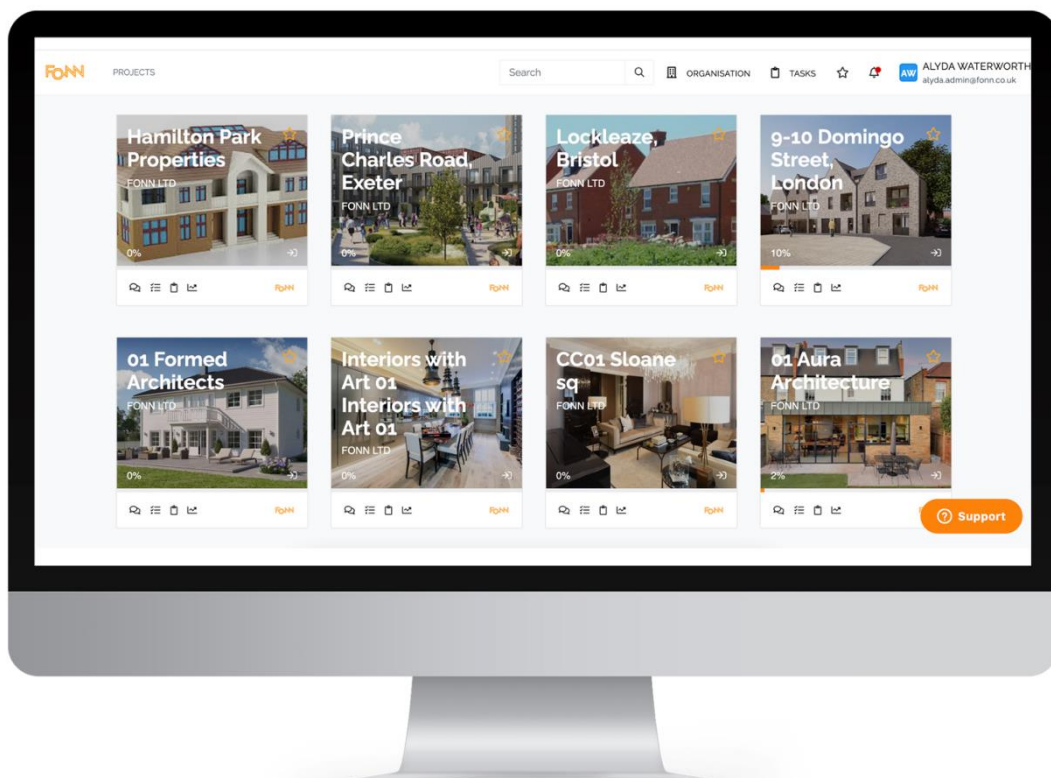 FONN
PROJECTS
Search
ORGANISATION
TASKS
AW
ALYDA WATERWORTH
alyda.admin@fonn.co.uk
Hamilton Park
Properties
FONN LTD
0%
FONN
Prince
Charles Road,
Exeter
FONN LTD
0%
FONN
Lockleaze,
Bristol
FONN LTD
0%
FONN
9-10 Domingo
Street,
London
FONN LTD
10%
FONN
01 Formed
Architects
FONN LTD
0%
FONN
Interiors with
Art 01
Interiors with
Art 01
FONN LTD
0%
FONN
CC01 Sloane
sq
FONN LTD
0%
FONN
01 Aura
Architecture
FONN LTD
2%
Support